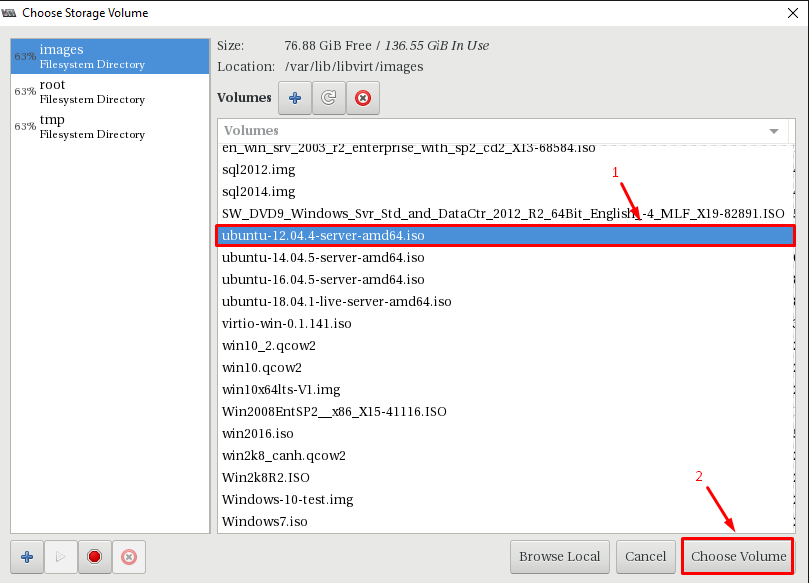 Choose Storage Volume
63% images
Filesystem Directory
63% root
Filesystem Directory
63% tmp
Filesystem Directory
Size: 76.88 GiB Free / 136.55 GiB In Use
Location: /var/lib/libvirt/images
Volumes
Volumes
en_win_srv_2003_r2_enterprise_with_sp2_cd2_X13-68584.iso
1
sql2012.img
sql2014.img
SW_DVD9_Windows_Svr_Std_and_DataCtr_2012_R2_64Bit_English_-4_MLF_X19-82891.ISO
ubuntu-12.04.4-server-amd64.iso
ubuntu-14.04.5-server-amd64.iso
ubuntu-16.04.5-server-amd64.iso
ubuntu-18.04.1-live-server-amd64.iso
virtio-win-0.1.141.iso
win10_2.qcow2
win10.qcow2
win10x64lts-V1.img
Win2008EntSP2__x86_X15-41116.ISO
win2016.iso
win2k8_canh.qcow2
Win2k8R2.ISO
2
Windows-10-test.img
Windows7.iso
Browse Local
Cancel
Choose Volume